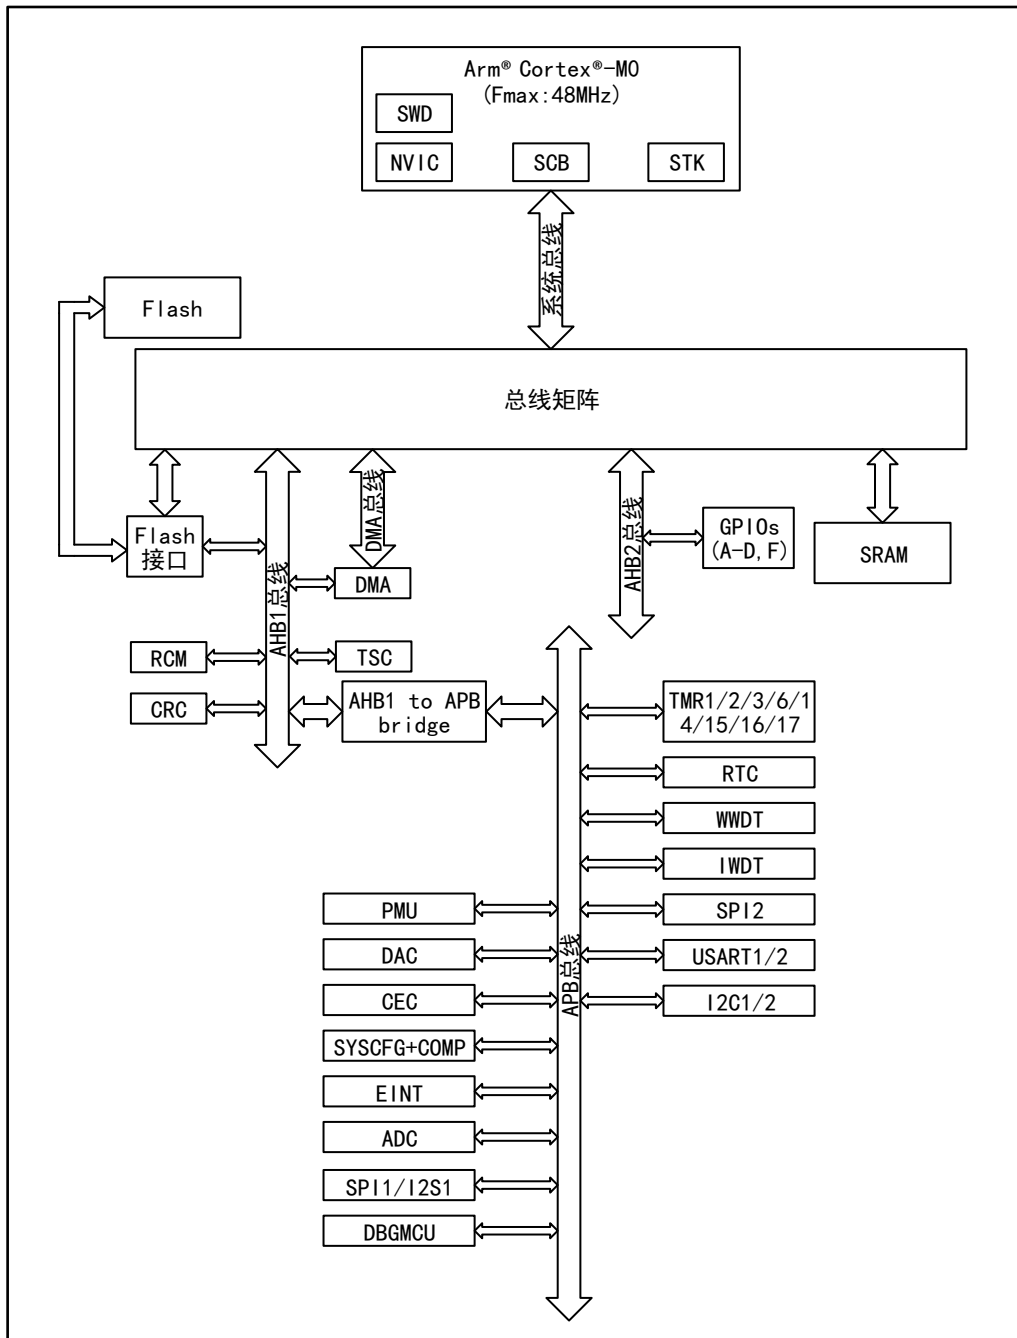 Arm® Cortex®-M0
(Fmax:48MHz)
SWD
NVIC
SCB
STK
系统总线
Flash
总线矩阵
Flash
接口
AHB1总线
DMA总线
DMA
AHB2总线
GPIOs
(A-D,F)
SRAM
RCM
TSC
CRC
AHB1 to APB
bridge
TMR1/2/3/6/1
4/15/16/17
RTC
WWDT
IWDT
PMU
SPI2
DAC
USART1/2
APB总线
CEC
I2C1/2
SYSCFG+COMP
EINT
ADC
SPI1/I2S1
DBGMCU